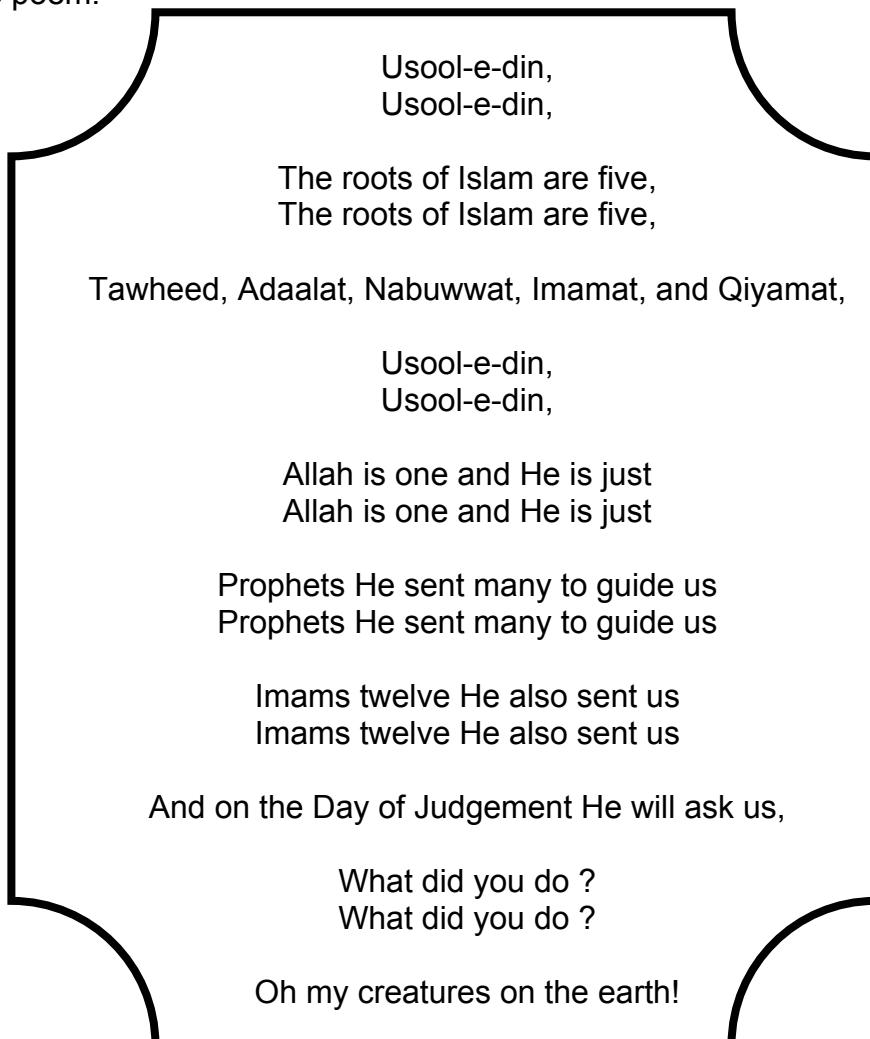 poem.
Usool-e-din,
Usool-e-din,
The roots of Islam are five,
The roots of Islam are five,
Tawheed, Adaalat, Nabuwwat, Imamat, and Qiyamat,
Usool-e-din,
Usool-e-din,
Allah is one and He is just
Allah is one and He is just
Prophets He sent many to guide us
Prophets He sent many to guide us
Imams twelve He also sent us
Imams twelve He also sent us
And on the Day of Judgement He will ask us,
What did you do ?
What did you do ?
Oh my creatures on the earth!